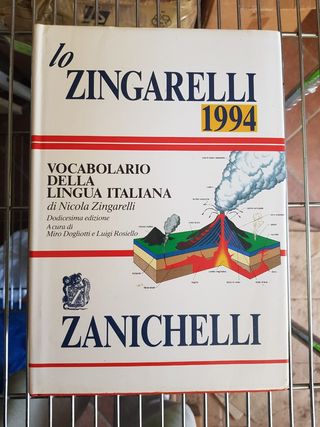 lo
ZINGARELLI
1994
VOCABOLARIO
DELLA
LINGUA ITALIANA
di Nicola Zingarelli
Dodicesima edizione
A cura di
Miro Dogliotti e Luigi Rosiello
ZANICHELLI